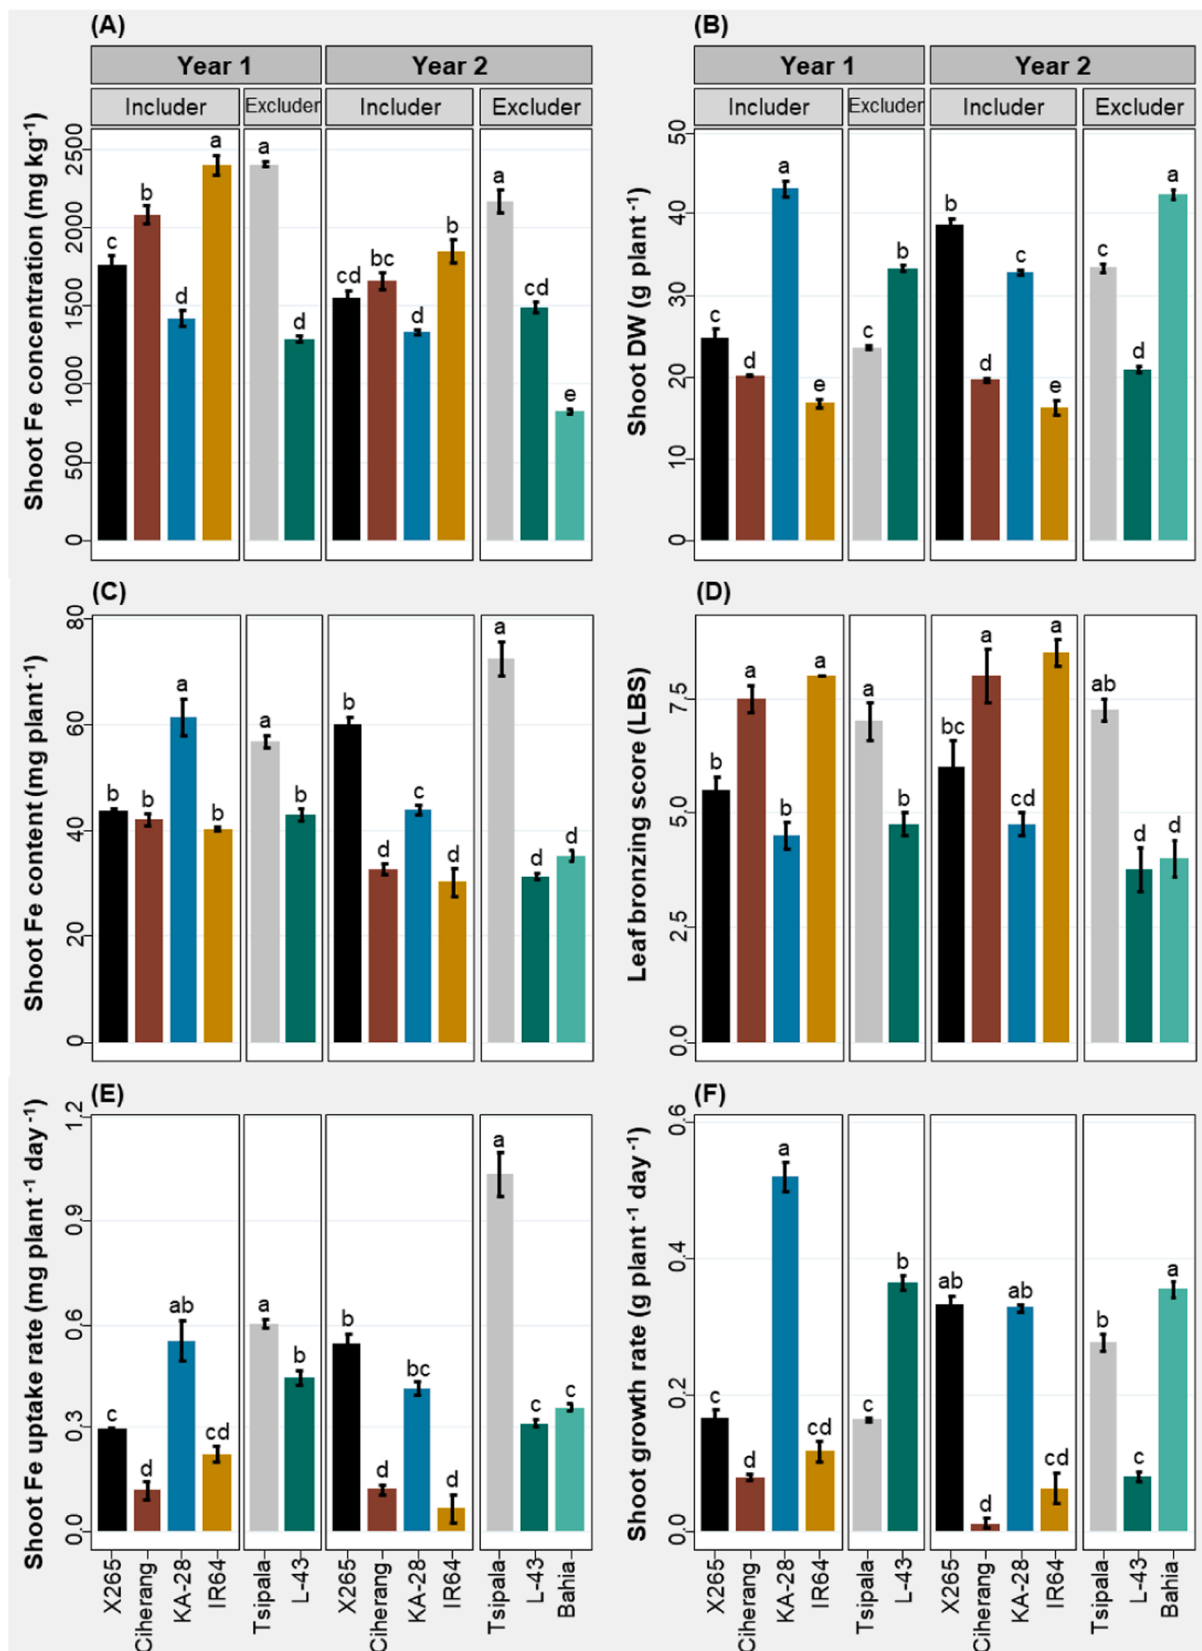 (A)
Year 1 Year 2
Includer Excluder Includer Excluder
Shoot Fe concentration (mg kg⁻¹)
2500
2000
1500
1000
500
0
c b d a a d cd bc d b a cd e
(B)
Year 1 Year 2
Includer Excluder Includer Excluder
Shoot DW (g plant⁻¹)
50
40
30
20
10
0
c d a e c b b d c e c d a
(C)
Shoot Fe content (mg plant⁻¹)
80
60
40
20
0
b b a b a b b d c d a d d
(D)
Leaf bronzing score (LBS)
7.5
5.0
2.5
0.0
b a b a a b bc a cd a ab d d
(E)
Shoot Fe uptake rate (mg plant⁻¹ day⁻¹)
1.2
0.9
0.6
0.3
0.0
c d ab cd a b b d bc d a c c
X265 Ciherang KA-28 IR64 Tsipala L-43 X265 Ciherang KA-28 IR64 Tsipala L-43 Bahia
(F)
Shoot growth rate (g plant⁻¹ day⁻¹)
0.6
0.4
0.2
0.0
c d a cd c b ab d ab cd b c a
X265 Ciherang KA-28 IR64 Tsipala L-43 X265 Ciherang KA-28 IR64 Tsipala L-43 Bahia